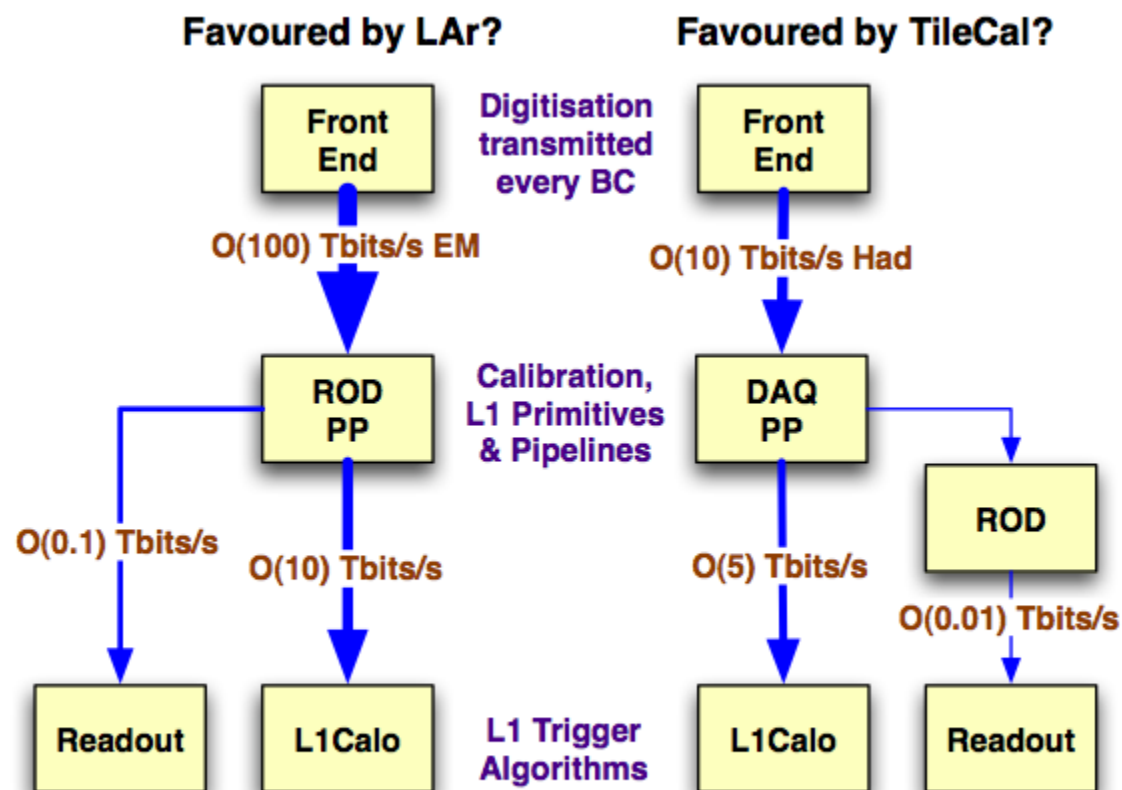 Favoured by LAr?
Favoured by TileCal?
Front
End
Digitisation
transmitted
every BC
Front
End
O(100) Tbits/s EM
O(10) Tbits/s Had
ROD
PP
Calibration,
L1 Primitives
& Pipelines
DAQ
PP
ROD
O(0.1) Tbits/s
O(10) Tbits/s
O(5) Tbits/s
O(0.01) Tbits/s
Readout
L1Calo
L1 Trigger
Algorithms
L1Calo
Readout